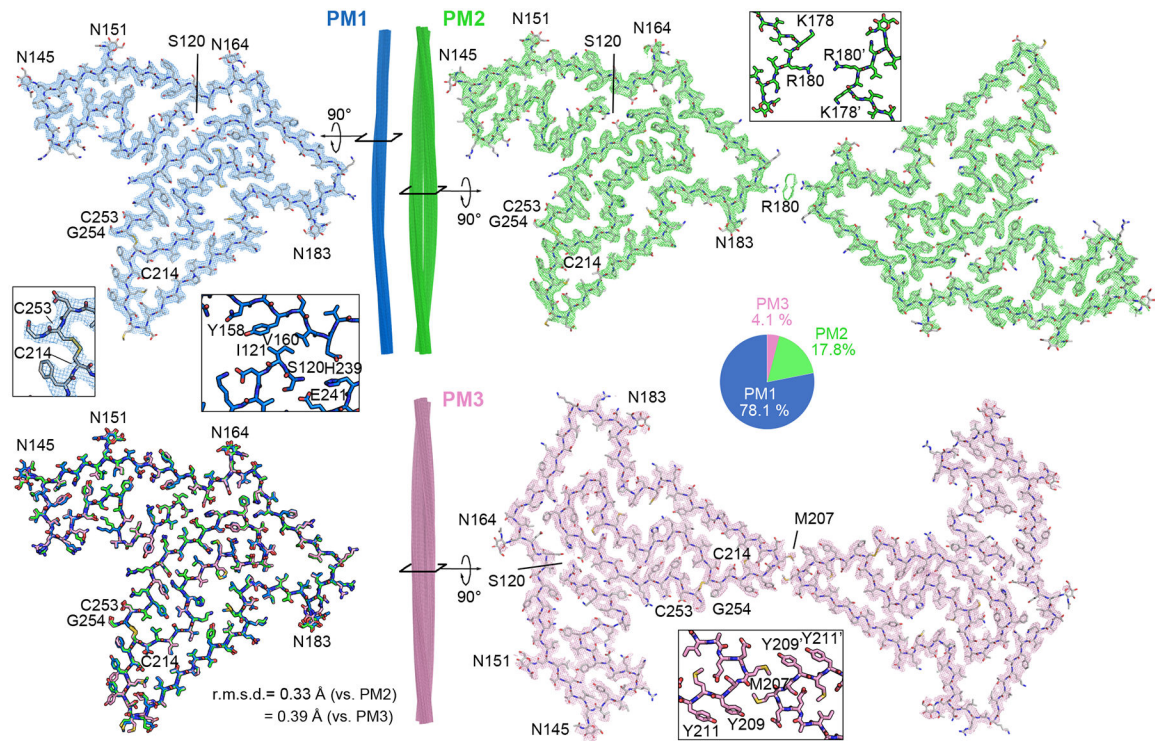 PM1
PM2
N151
N145
S120
N164
90°
C253
G254
N183
C214
C253
C214
Y158
V160
I121
S120
H239
E241
N151
N164
N145
S120
90°
C253
G254
C214
N183
R180
K178
R180'
R180
K178'
PM3
4.1 %
PM2
17.8%
PM1
78.1 %
PM3
90°
N151
N145
N164
C253
G254
C214
N183
r.m.s.d.= 0.33 Å (vs. PM2)
= 0.39 Å (vs. PM3)
N183
N164
S120
C214
M207
C253
G254
N151
N145
Y209'
Y211'
M207
Y209
Y211